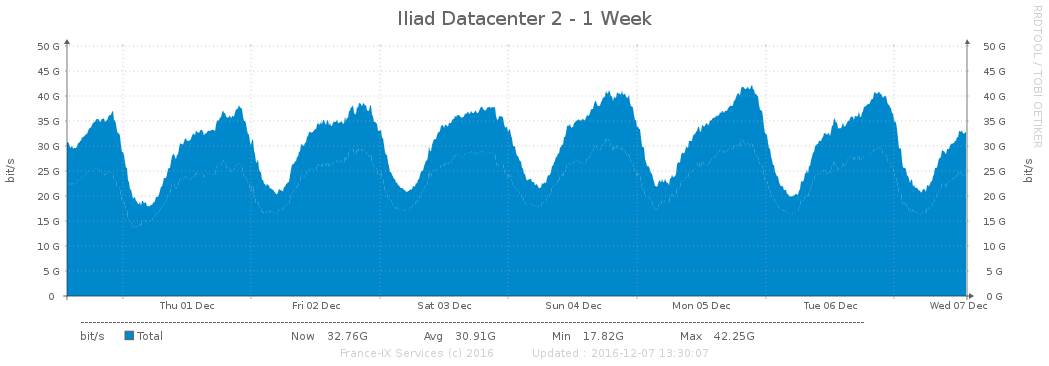 Iliad Datacenter 2 - 1 Week
RRDTOOL / TOBI OETIKER
bit/s
50 G 50 G
45 G 45 G
40 G 40 G
35 G 35 G
30 G 30 G
25 G 25 G
20 G 20 G
15 G 15 G
10 G 10 G
5 G 5 G
0 0 G
bit/s
Thu 01 Dec Fri 02 Dec Sat 03 Dec Sun 04 Dec Mon 05 Dec Tue 06 Dec Wed 07 Dec
bit/s Total Now 32.76G Avg 30.91G Min 17.82G Max 42.25G
France-IX Services (c) 2016 Updated : 2016-12-07 13:30:07